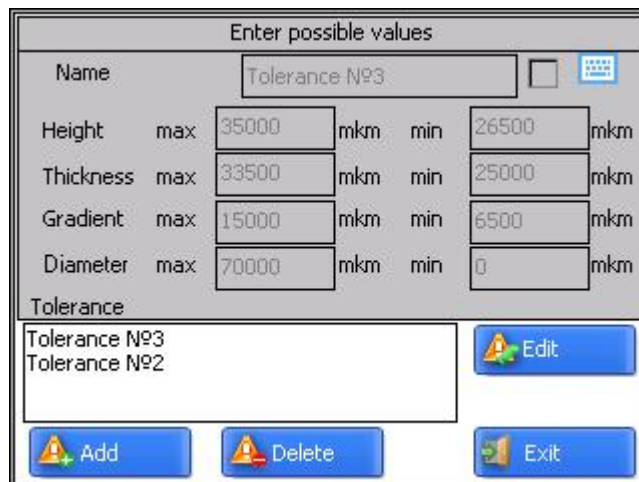 Enter possible values
Name Tolerance №3
Height max 35000 mkm min 26500 mkm
Thickness max 33500 mkm min 25000 mkm
Gradient max 15000 mkm min 6500 mkm
Diameter max 70000 mkm min 0 mkm
Tolerance
Tolerance №3
Tolerance №2
Edit
Add Delete Exit